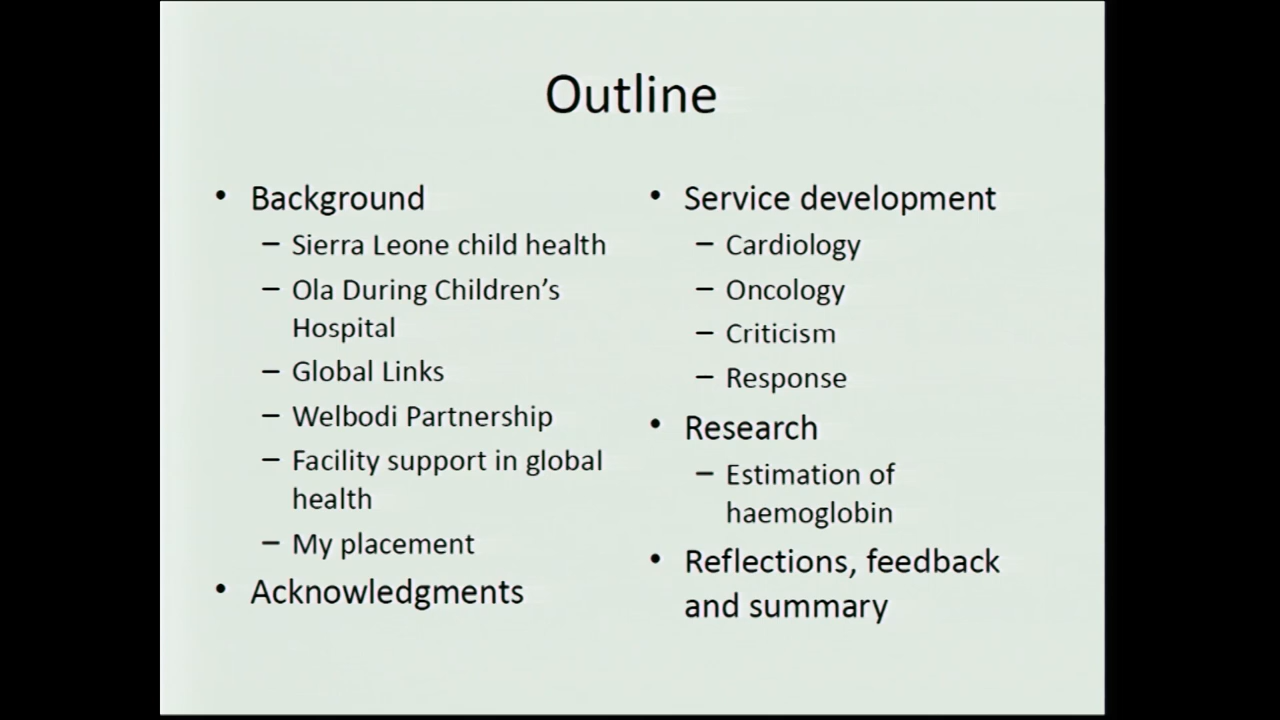 Outline
• Background
– Sierra Leone child health
– Ola During Children’s
Hospital
– Global Links
– Welbodi Partnership
– Facility support in global
health
– My placement
• Acknowledgments
• Service development
– Cardiology
– Oncology
– Criticism
– Response
• Research
– Estimation of
haemoglobin
• Reflections, feedback
and summary